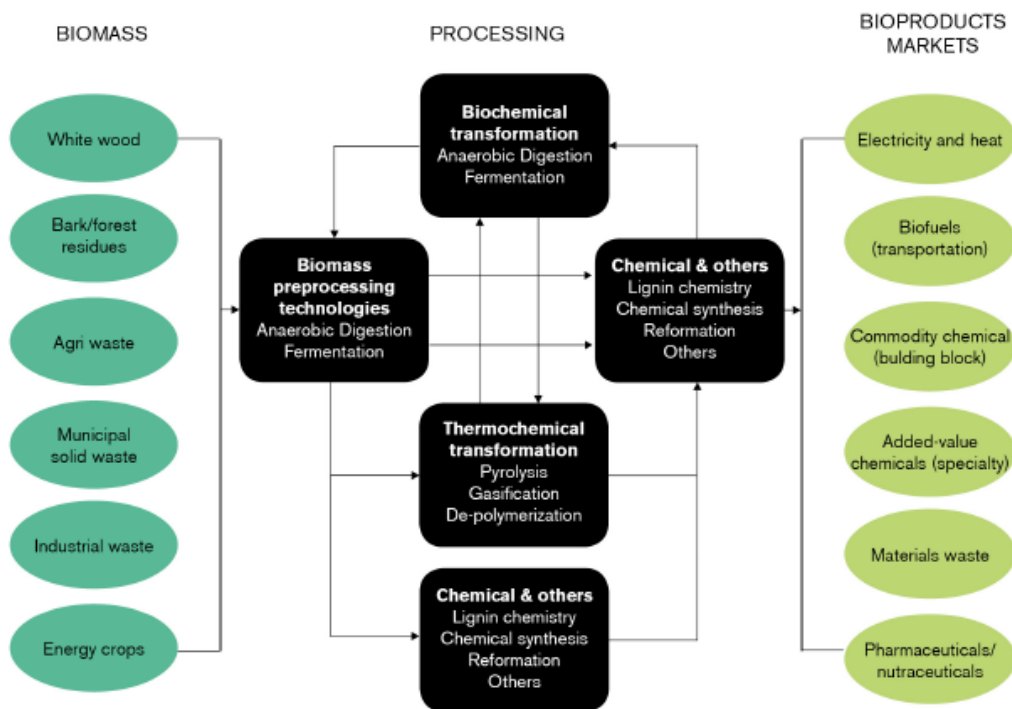 BIOMASS
PROCESSING
BIOPRODUCTS
MARKETS
White wood
Bark/forest
residues
Agri waste
Municipal
solid waste
Industrial waste
Energy crops
Biochemical
transformation
Anaerobic Digestion
Fermentation
Biomass
preprocessing
technologies
Anaerobic Digestion
Fermentation
Chemical & others
Lignin chemistry
Chemical synthesis
Reformation
Others
Thermochemical
transformation
Pyrolysis
Gasification
De-polymerization
Chemical & others
Lignin chemistry
Chemical synthesis
Reformation
Others
Electricity and heat
Biofuels
(transportation)
Commodity chemical
(bulding block)
Added-value
chemicals (specialty)
Materials waste
Pharmaceuticals/
nutraceuticals